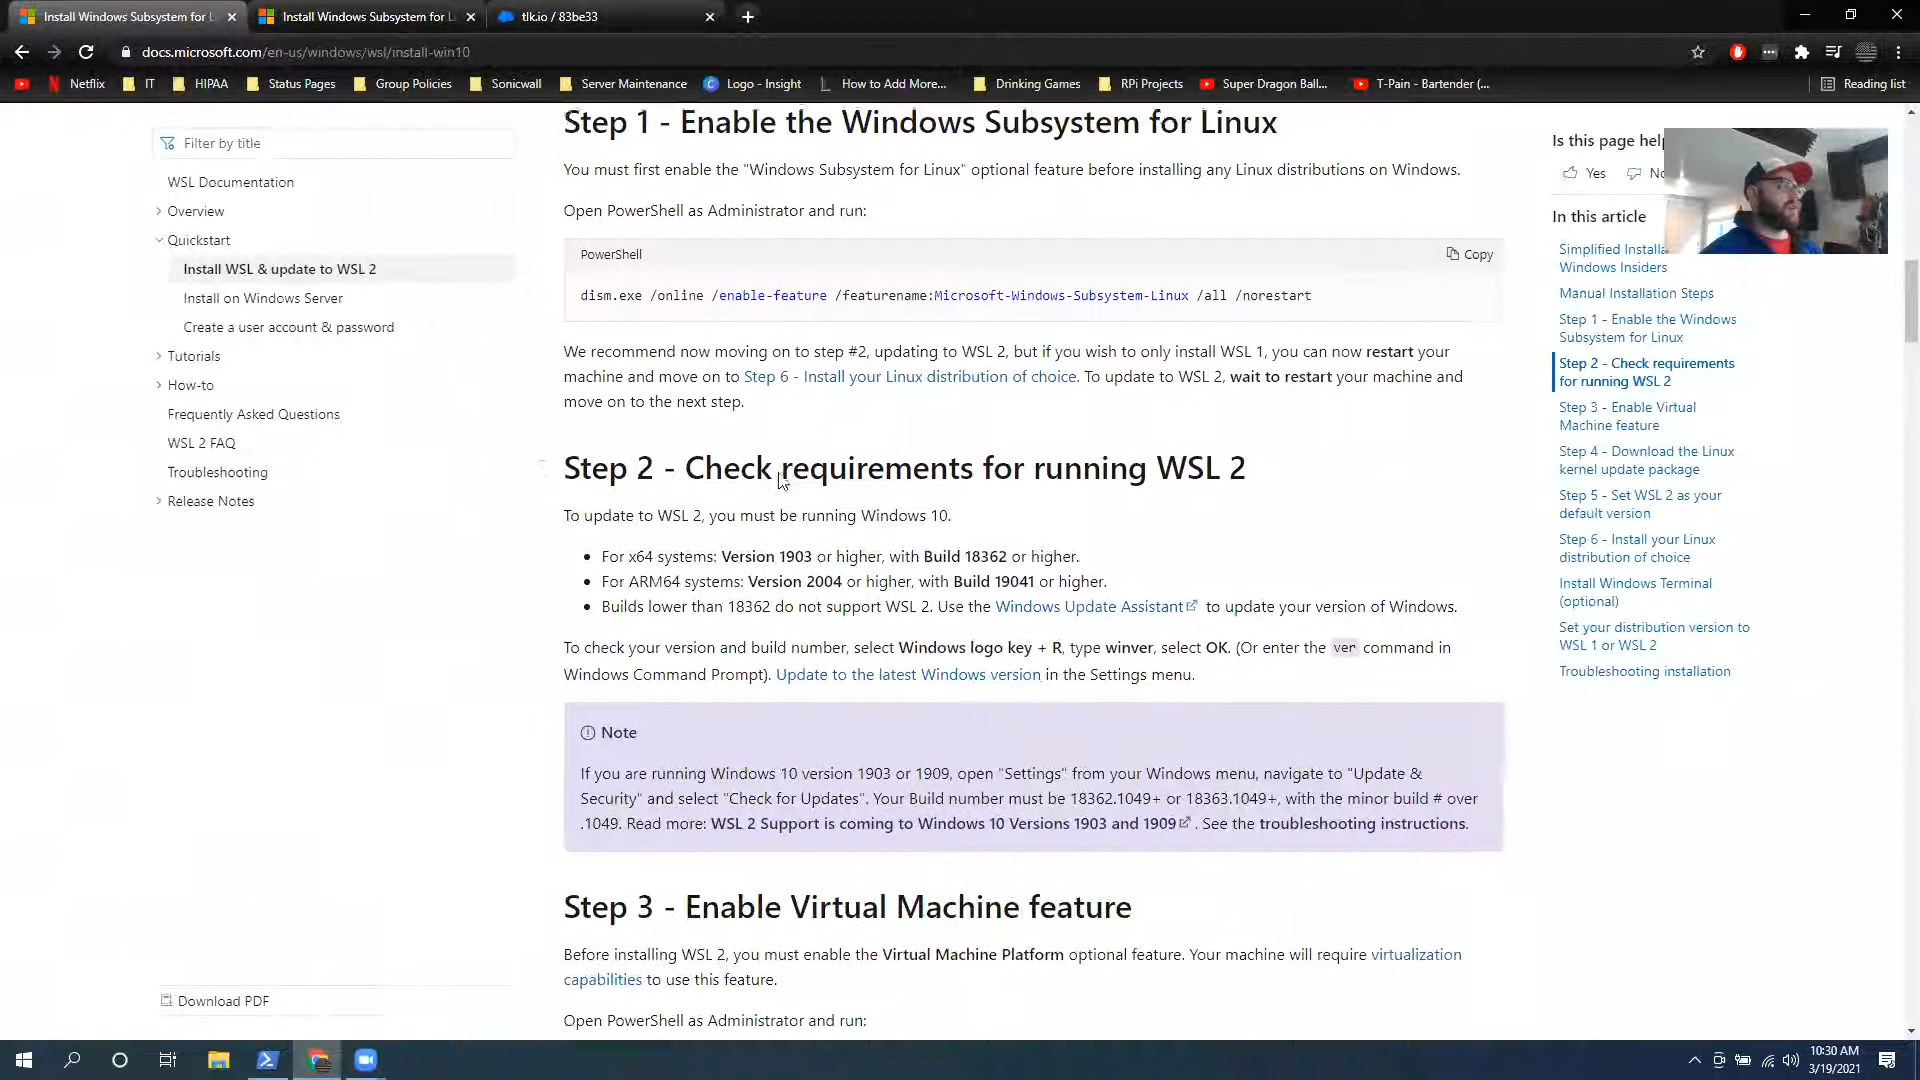 Install Windows Subsystem for L
Install Windows Subsystem for L
tlk.io / 83be33
docs.microsoft.com/en-us/windows/wsl/install-win10
Netflix
IT
HIPAA
Status Pages
Group Policies
Sonicwall
Server Maintenance
Logo - Insight
How to Add More...
Drinking Games
RPi Projects
Super Dragon Ball...
T-Pain - Bartender (...
Reading list
Filter by title
WSL Documentation
Overview
Quickstart
Install WSL & update to WSL 2
Install on Windows Server
Create a user account & password
Tutorials
How-to
Frequently Asked Questions
WSL 2 FAQ
Troubleshooting
Release Notes
Download PDF
Step 1 - Enable the Windows Subsystem for Linux
You must first enable the "Windows Subsystem for Linux" optional feature before installing any Linux distributions on Windows.
Open PowerShell as Administrator and run:
PowerShell
Copy
dism.exe /online /enable-feature /featurename:Microsoft-Windows-Subsystem-Linux /all /norestart
We recommend now moving on to step #2, updating to WSL 2, but if you wish to only install WSL 1, you can now restart your
machine and move on to Step 6 - Install your Linux distribution of choice. To update to WSL 2, wait to restart your machine and
move on to the next step.
Step 2 - Check requirements for running WSL 2
To update to WSL 2, you must be running Windows 10.
• For x64 systems: Version 1903 or higher, with Build 18362 or higher.
• For ARM64 systems: Version 2004 or higher, with Build 19041 or higher.
• Builds lower than 18362 do not support WSL 2. Use the Windows Update Assistant to update your version of Windows.
To check your version and build number, select Windows logo key + R, type winver, select OK. (Or enter the ver command in
Windows Command Prompt). Update to the latest Windows version in the Settings menu.
Note
If you are running Windows 10 version 1903 or 1909, open "Settings" from your Windows menu, navigate to "Update &
Security" and select "Check for Updates". Your Build number must be 18362.1049+ or 18363.1049+, with the minor build # over
.1049. Read more: WSL 2 Support is coming to Windows 10 Versions 1903 and 1909 . See the troubleshooting instructions.
Step 3 - Enable Virtual Machine feature
Before installing WSL 2, you must enable the Virtual Machine Platform optional feature. Your machine will require virtualization
capabilities to use this feature.
Open PowerShell as Administrator and run:
Is this page help
Yes
No
In this article
Simplified Installa
Windows Insiders
Manual Installation Steps
Step 1 - Enable the Windows
Subsystem for Linux
Step 2 - Check requirements
for running WSL 2
Step 3 - Enable Virtual
Machine feature
Step 4 - Download the Linux
kernel update package
Step 5 - Set WSL 2 as your
default version
Step 6 - Install your Linux
distribution of choice
Install Windows Terminal
(optional)
Set your distribution version to
WSL 1 or WSL 2
Troubleshooting installation
10:30 AM
3/19/2021